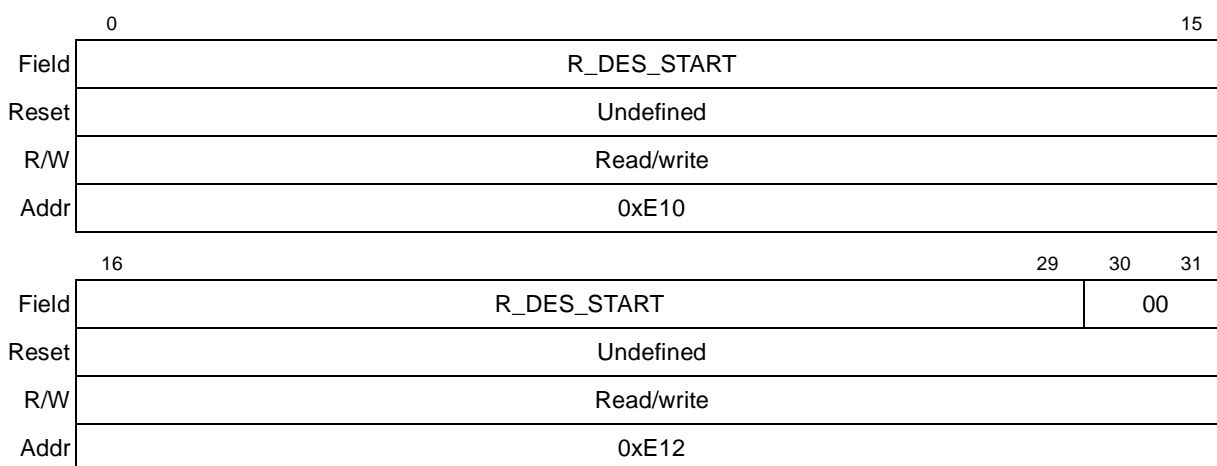 0 15
Field R_DES_START
Reset Undefined
R/W Read/write
Addr 0xE10
16 29 30 31
Field R_DES_START 00
Reset Undefined
R/W Read/write
Addr 0xE12